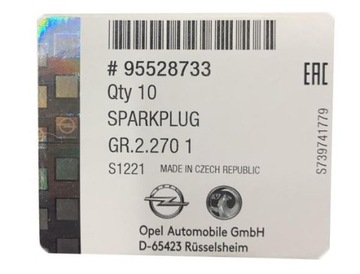 # 95528733
Qty 10
SPARKPLUG
GR.2.270 1
S1221 MADE IN CZECH REPUBLIC
Opel Automobile GmbH
D-65423 Rüsselsheim
EAC
S739741779